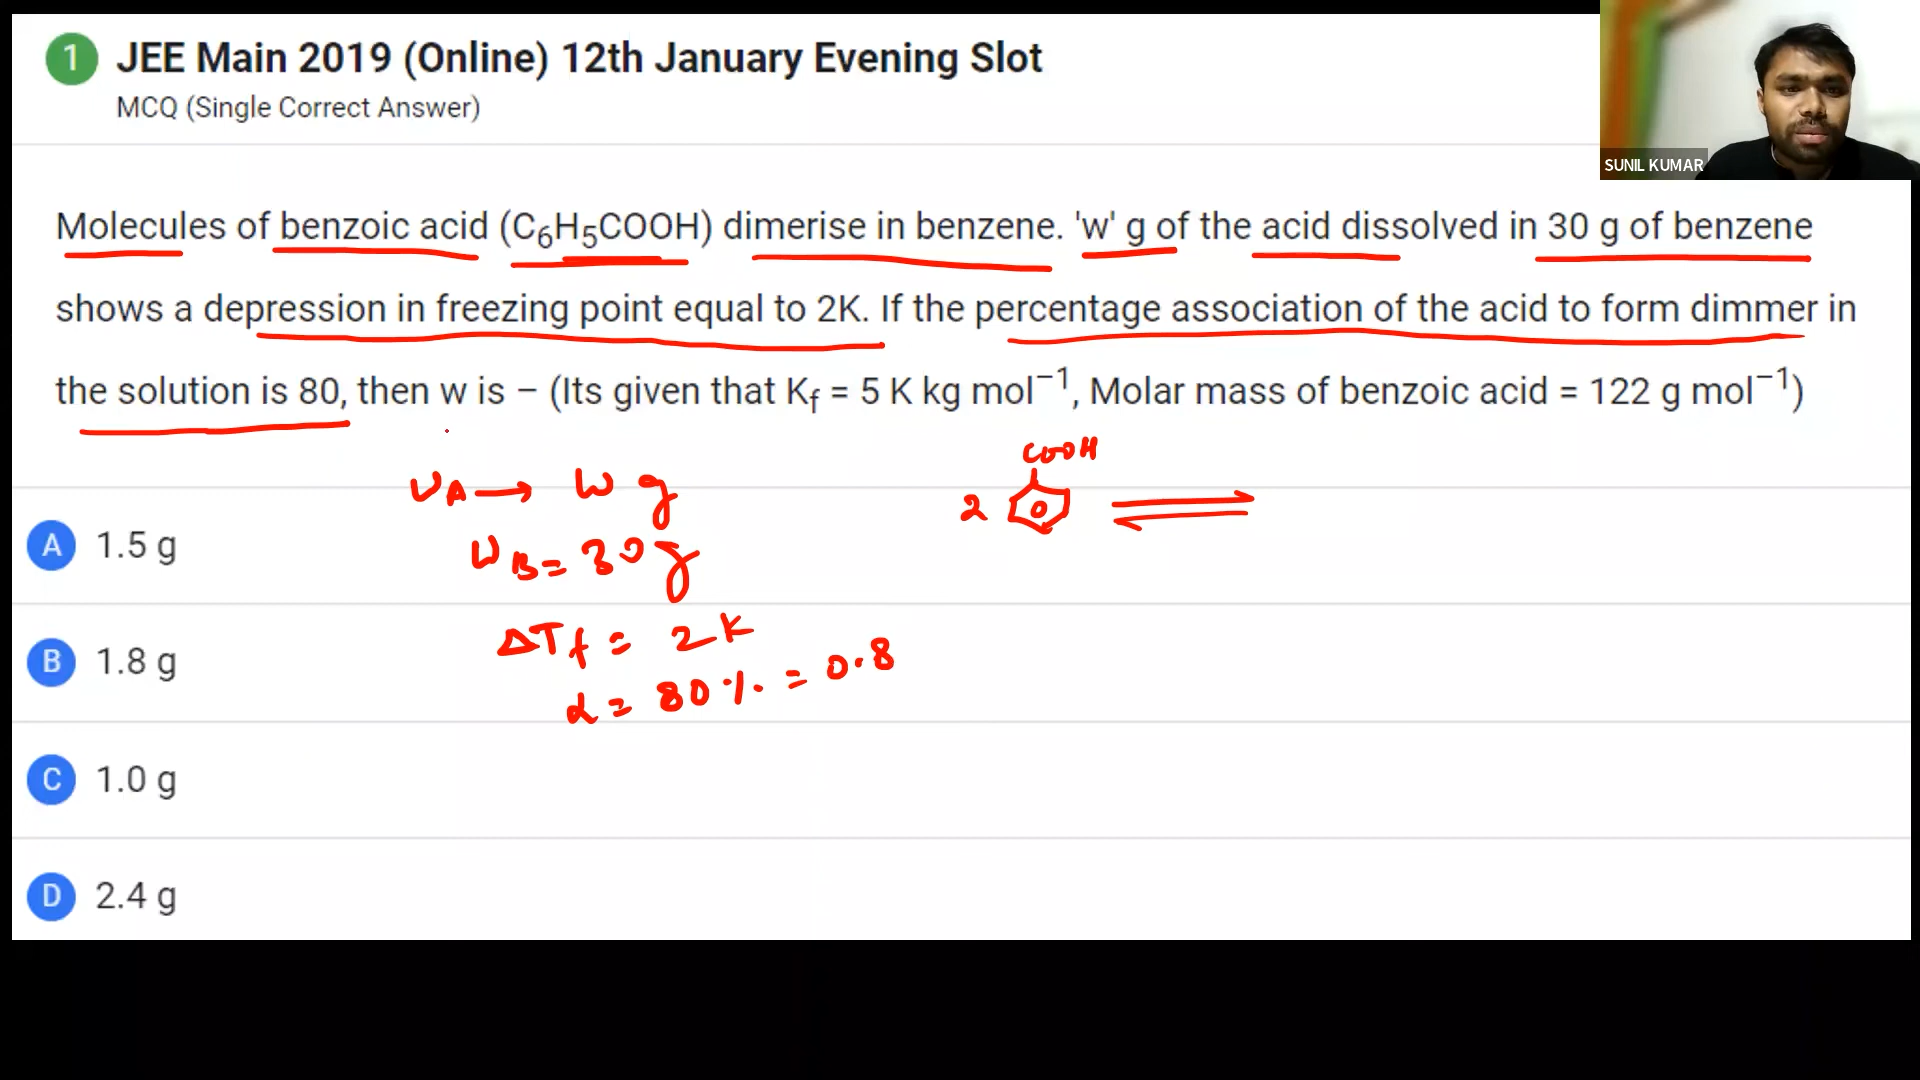 1 JEE Main 2019 (Online) 12th January Evening Slot
MCQ (Single Correct Answer)
SUNIL KUMAR
Molecules of benzoic acid (C₆H₅COOH) dimerise in benzene. 'w' g of the acid dissolved in 30 g of benzene
shows a depression in freezing point equal to 2K. If the percentage association of the acid to form dimmer in
the solution is 80, then w is – (Its given that Kf = 5 K kg mol⁻¹, Molar mass of benzoic acid = 122 g mol⁻¹)
WA → W g
WB = 30 g
ΔTf = 2K
α = 80 % = 0.8
COOH
2 ⇌
A 1.5 g
B 1.8 g
C 1.0 g
D 2.4 g